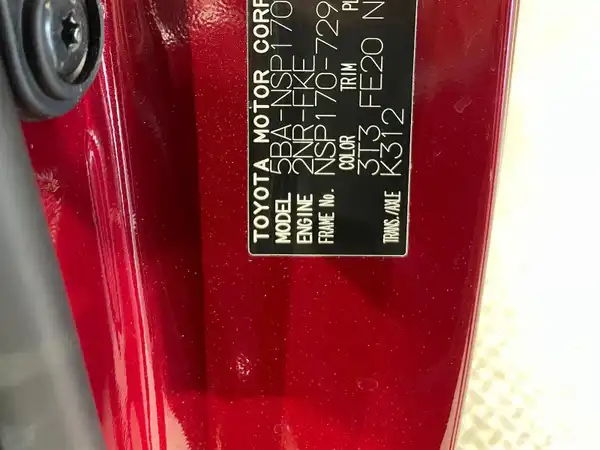 TOYOTA MOTOR CORP
MODEL 5BA-NSP170
ENGINE 2NR-FKE
FRAME No. NSP170-729
COLOR TRIM
3T3 FE20
TRANS./AXLE K312